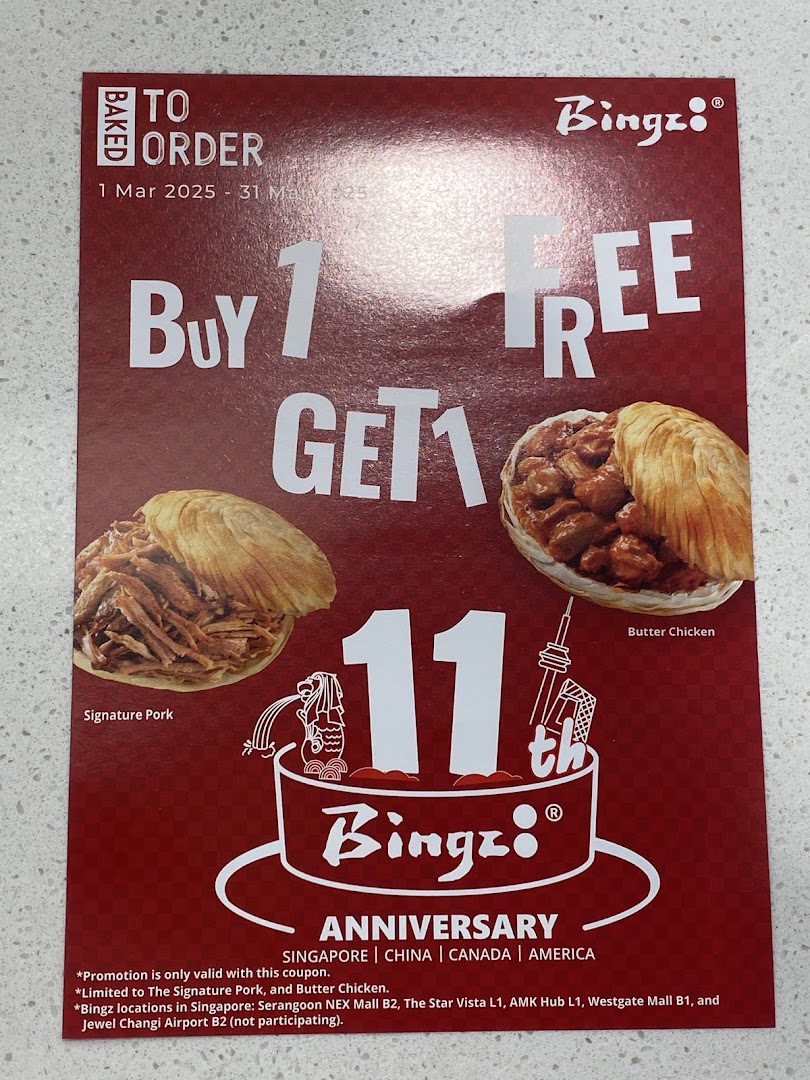 BAKED TO ORDER
Bingz®
1 Mar 2025 - 31 Mar 2025
BUY 1
FREE
GET 1
Butter Chicken
Signature Pork
11th
Bingz®
ANNIVERSARY
SINGAPORE | CHINA | CANADA | AMERICA
*Promotion is only valid with this coupon.
*Limited to The Signature Pork, and Butter Chicken.
*Bingz locations in Singapore: Serangoon NEX Mall B2, The Star Vista L1, AMK Hub L1, Westgate Mall B1, and
Jewel Changi Airport B2 (not participating).